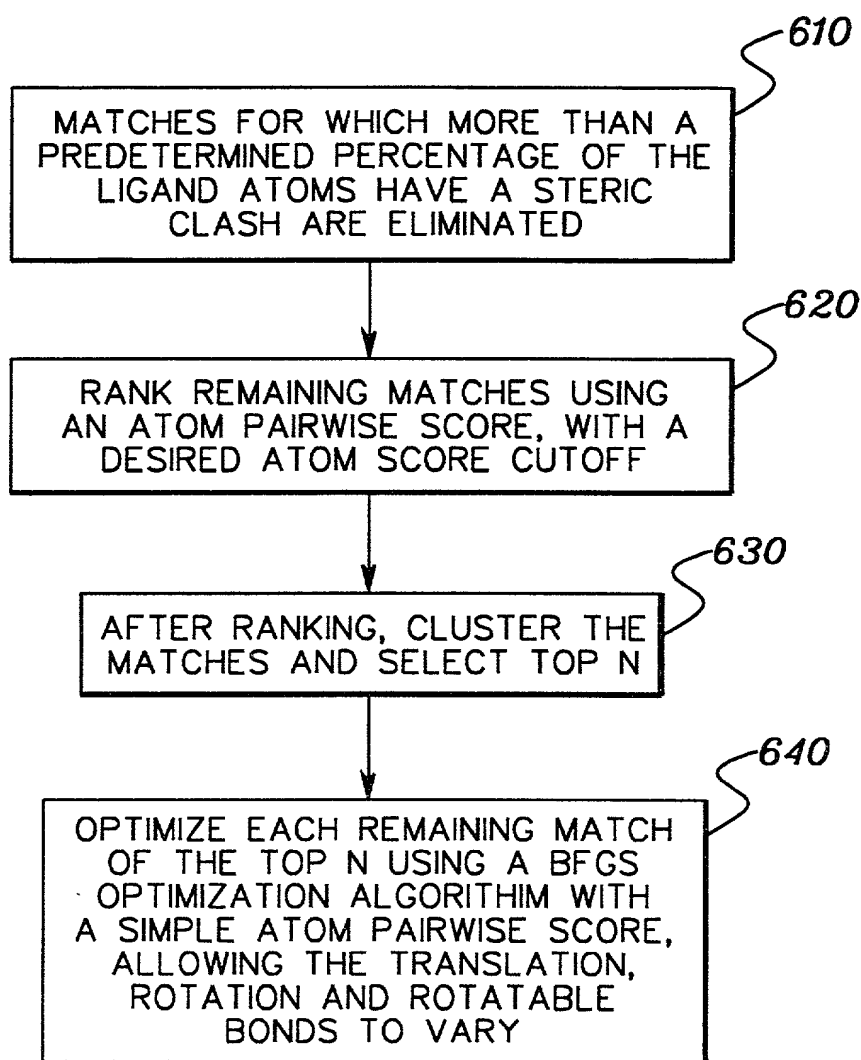 610
MATCHES FOR WHICH MORE THAN A
PREDETERMINED PERCENTAGE OF THE
LIGAND ATOMS HAVE A STERIC
CLASH ARE ELIMINATED
620
RANK REMAINING MATCHES USING
AN ATOM PAIRWISE SCORE, WITH A
DESIRED ATOM SCORE CUTOFF
630
AFTER RANKING, CLUSTER THE
MATCHES AND SELECT TOP N
640
OPTIMIZE EACH REMAINING MATCH
OF THE TOP N USING A BFGS
OPTIMIZATION ALGORITHIM WITH
A SIMPLE ATOM PAIRWISE SCORE,
ALLOWING THE TRANSLATION,
ROTATION AND ROTATABLE
BONDS TO VARY